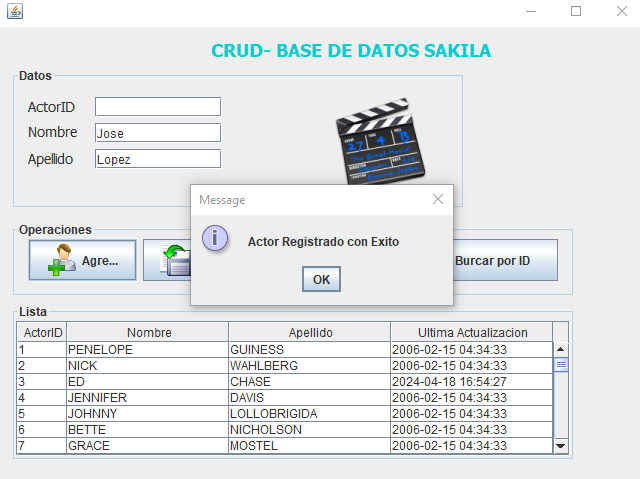 CRUD- BASE DE DATOS SAKILA
Datos
ActorID
Nombre Jose
Apellido Lopez
Message
Actor Registrado con Exito
OK
Operaciones
Agre...
Burcar por ID
Lista
ActorID Nombre Apellido Ultima Actualizacion
1 PENELOPE GUINESS 2006-02-15 04:34:33
2 NICK WAHLBERG 2006-02-15 04:34:33
3 ED CHASE 2024-04-18 16:54:27
4 JENNIFER DAVIS 2006-02-15 04:34:33
5 JOHNNY LOLLOBRIGIDA 2006-02-15 04:34:33
6 BETTE NICHOLSON 2006-02-15 04:34:33
7 GRACE MOSTEL 2006-02-15 04:34:33